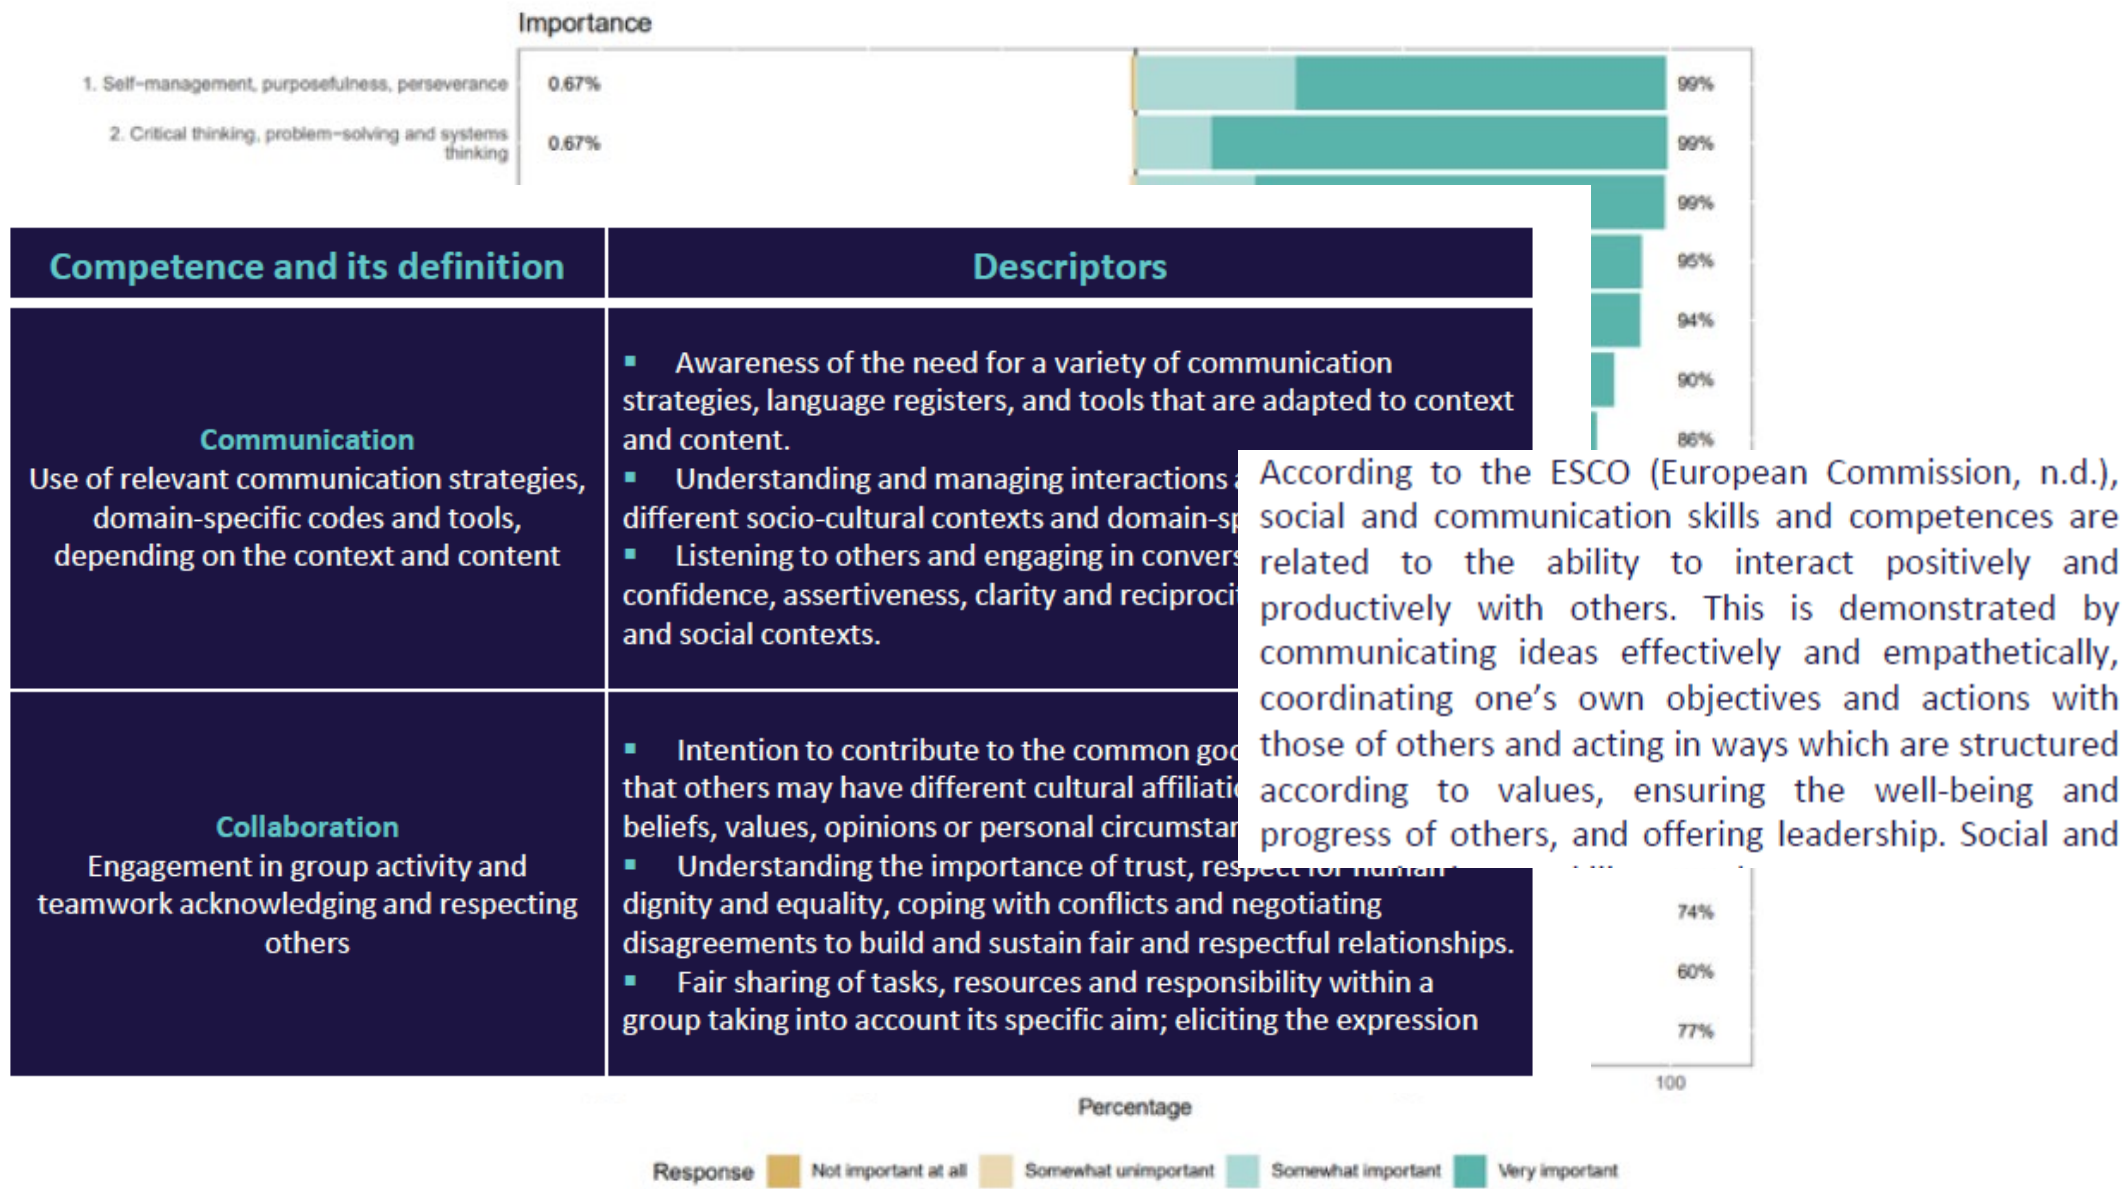 Importance
1. Self-management, purposefulness, perseverance
0.67%
99%
2. Critical thinking, problem-solving and systems
thinking
0.67%
99%
99%
95%
94%
90%
86%
Competence and its definition
Descriptors
Communication
Use of relevant communication strategies,
domain-specific codes and tools,
depending on the context and content
▪ Awareness of the need for a variety of communication
strategies, language registers, and tools that are adapted to context
and content.
▪ Understanding and managing interactions
different socio-cultural contexts and
▪ Listening to others and engaging in
confidence, assertiveness, clarity and
and social contexts.
Collaboration
Engagement in group activity and
teamwork acknowledging and respecting
others
▪ Intention to contribute to the common
that others may have different cultural
beliefs, values, opinions or personal
▪ Understanding the importance of trust, respect for human
dignity and equality, coping with conflicts and negotiating
disagreements to build and sustain fair and respectful relationships.
▪ Fair sharing of tasks, resources and responsibility within a
group taking into account its specific aim; eliciting the expression
According to the ESCO (European Commission, n.d.),
social and communication skills and competences are
related to the ability to interact positively and
productively with others. This is demonstrated by
communicating ideas effectively and empathetically,
coordinating one's own objectives and actions with
those of others and acting in ways which are structured
according to values, ensuring the well-being and
progress of others, and offering leadership. Social and
74%
60%
77%
100
Percentage
Response
Not important at all
Somewhat unimportant
Somewhat important
Very important